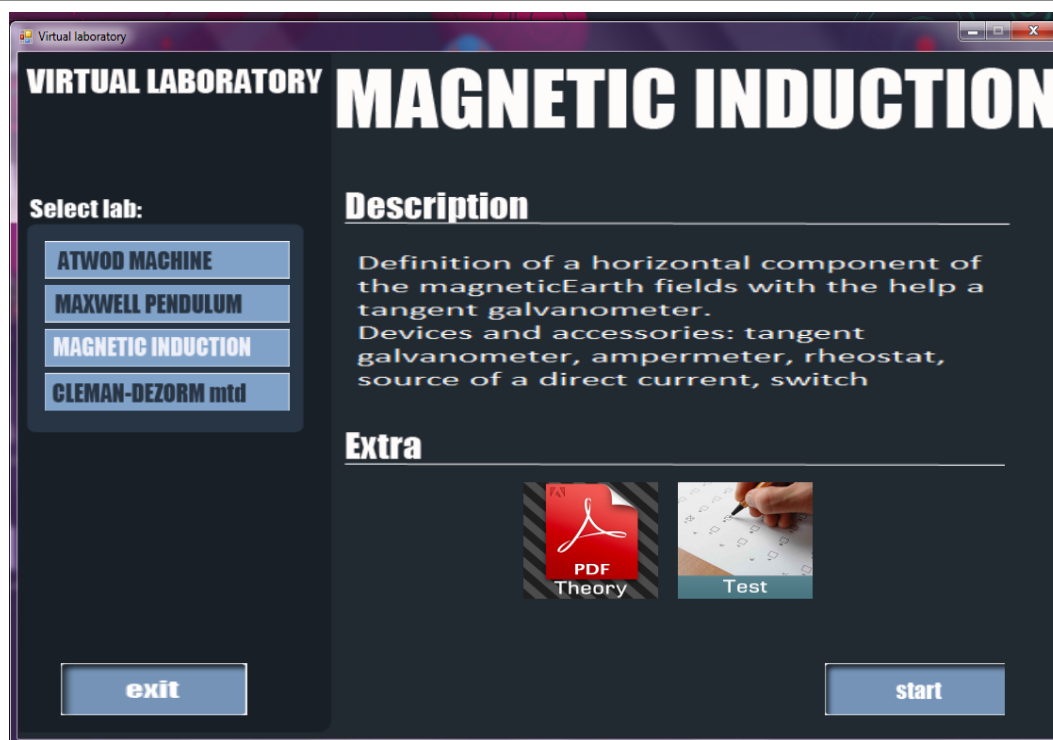 Virtual laboratory
VIRTUAL LABORATORY
MAGNETIC INDUCTION
Select lab:
ATWOD MACHINE
MAXWELL PENDULUM
MAGNETIC INDUCTION
CLEMAN-DEZORM mtd
Description
Definition of a horizontal component of
the magneticEarth fields with the help a
tangent galvanometer.
Devices and accessories: tangent
galvanometer, ampermeter, rheostat,
source of a direct current, switch
Extra
PDF
Theory
Test
exit
start